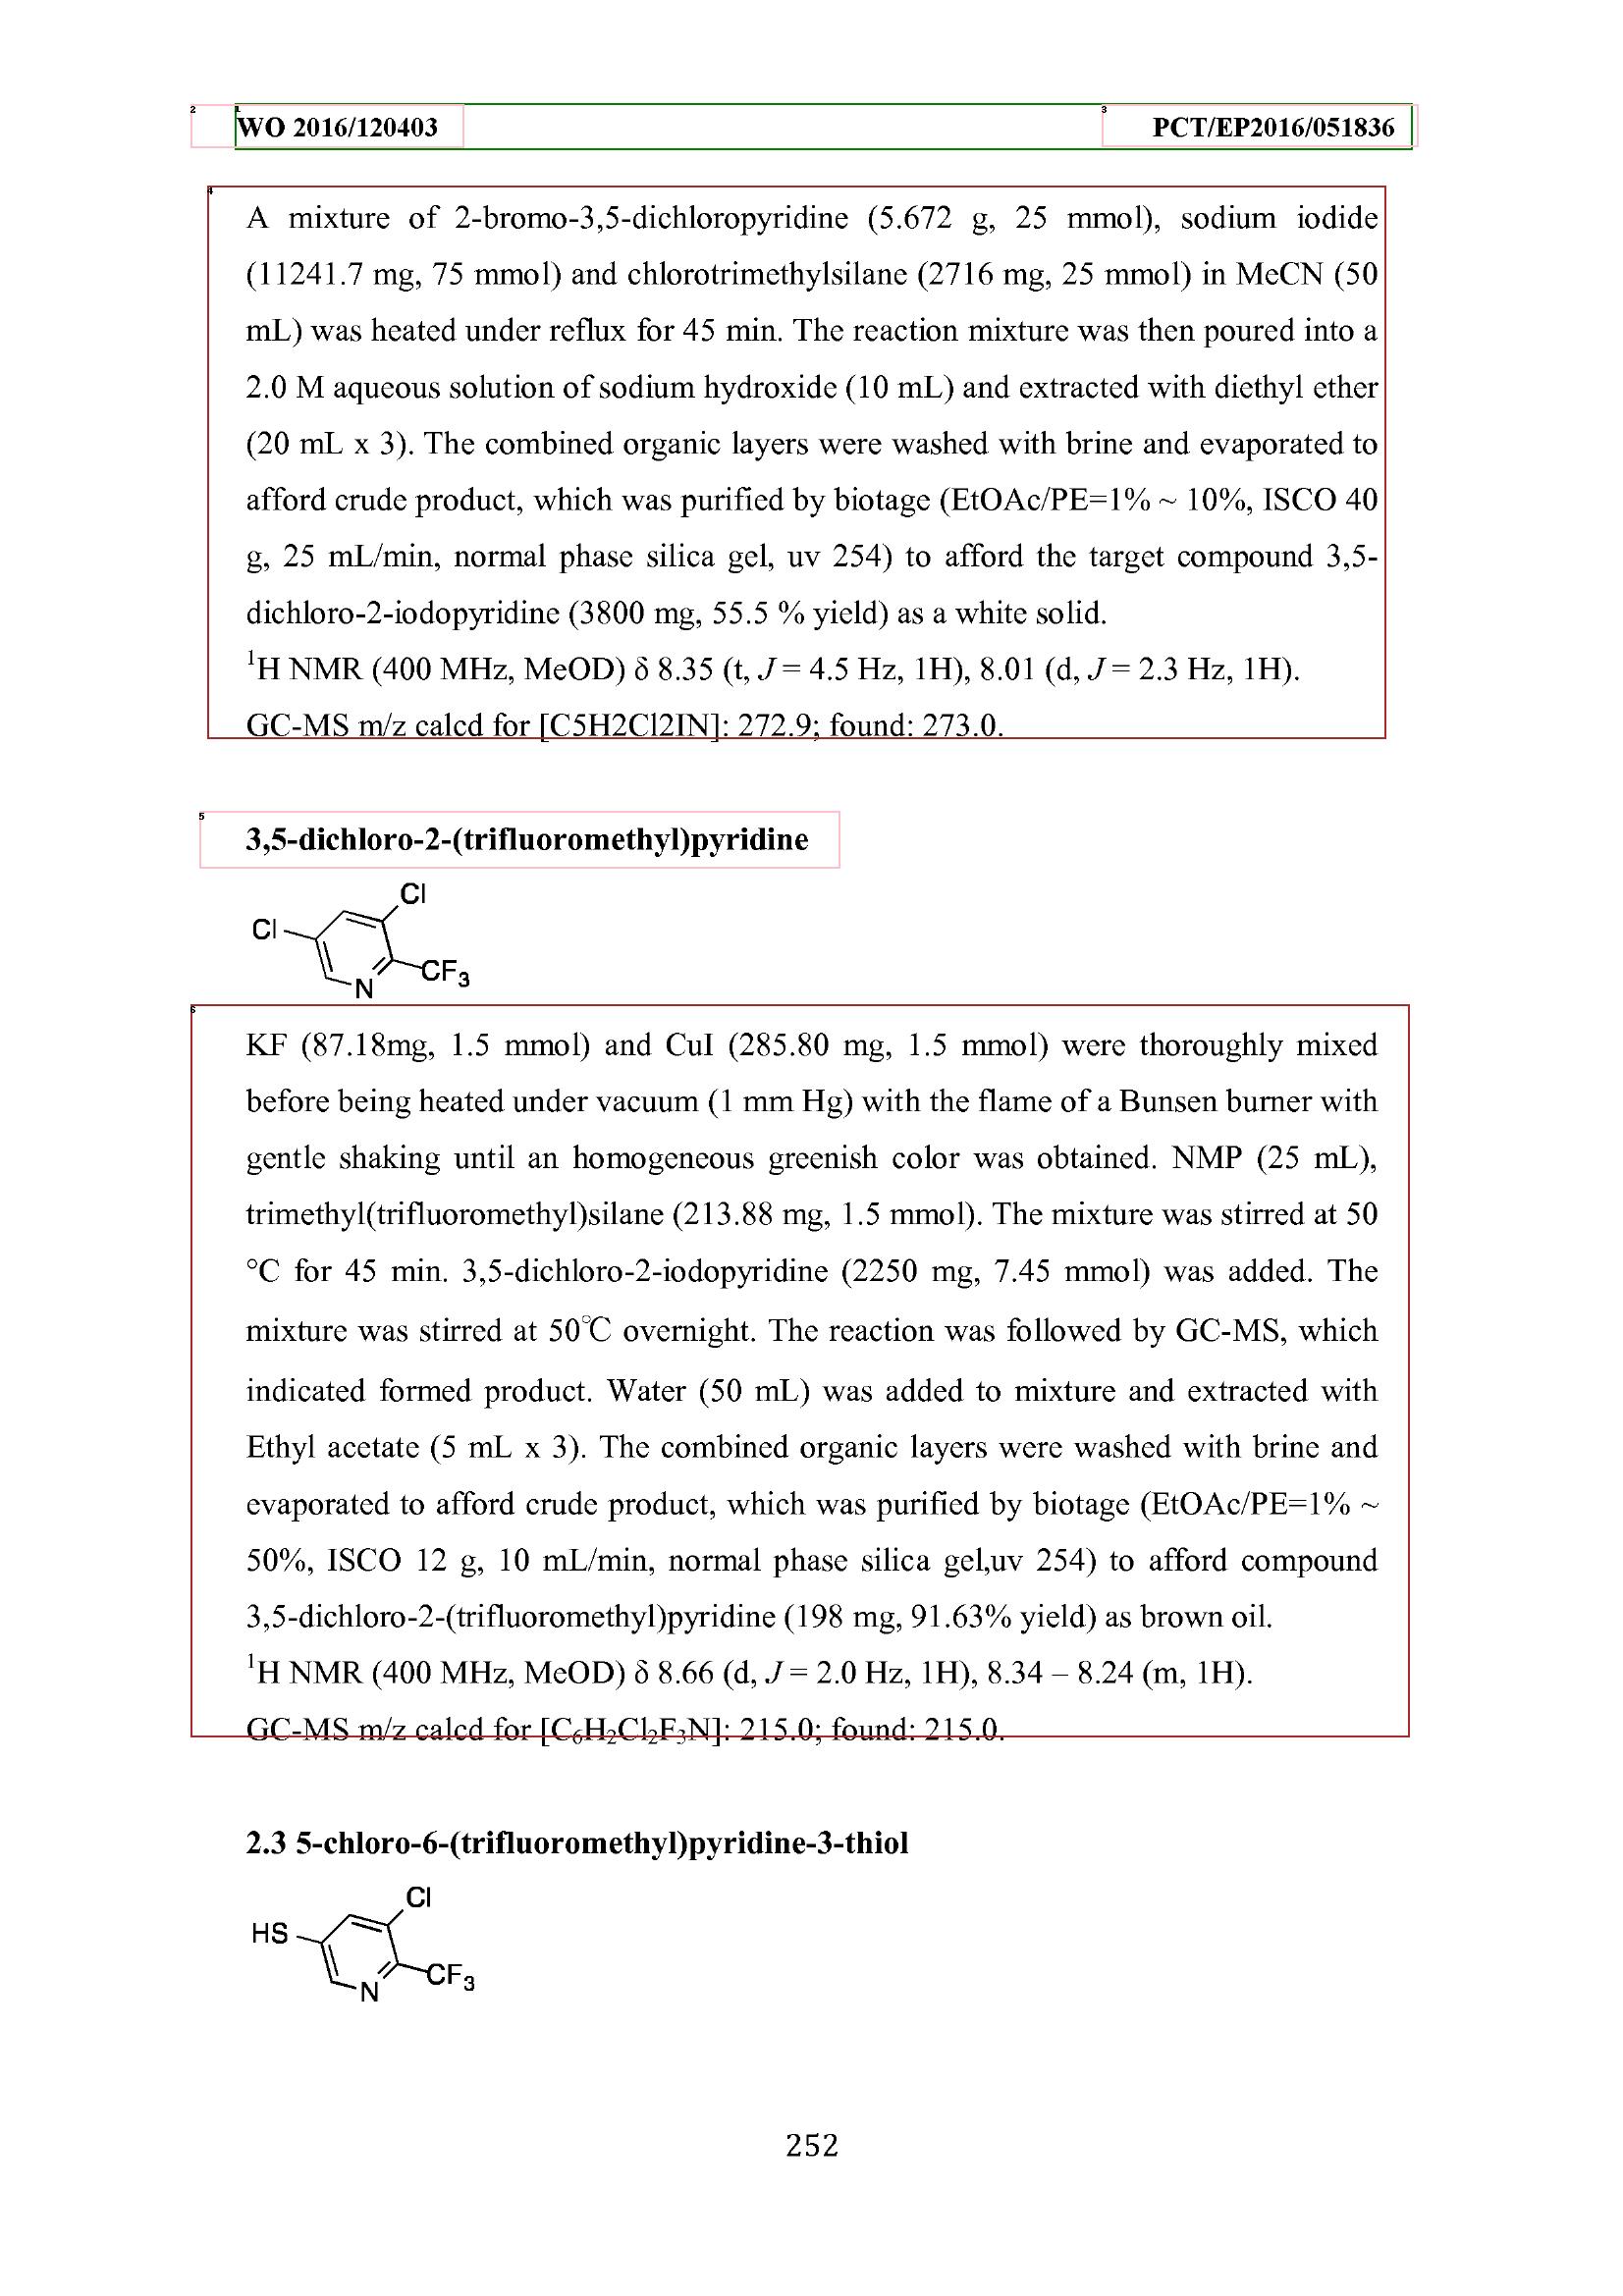 WO 2016/120403 PCT/EP2016/051836
A mixture of 2-bromo-3,5-dichloropyridine (5.672 g, 25 mmol), sodium iodide
(11241.7 mg, 75 mmol) and chlorotrimethylsilane (2716 mg, 25 mmol) in MeCN (50
mL) was heated under reflux for 45 min. The reaction mixture was then poured into a
2.0 M aqueous solution of sodium hydroxide (10 mL) and extracted with diethyl ether
(20 mL x 3). The combined organic layers were washed with brine and evaporated to
afford crude product, which was purified by biotage (EtOAc/PE=1% ~ 10%, ISCO 40
g, 25 mL/min, normal phase silica gel, uv 254) to afford the target compound 3,5-
dichloro-2-iodopyridine (3800 mg, 55.5 % yield) as a white solid.
¹H NMR (400 MHz, MeOD) δ 8.35 (t, J = 4.5 Hz, 1H), 8.01 (d, J = 2.3 Hz, 1H).
GC-MS m/z calcd for [C5H2Cl2IN]: 272.9; found: 273.0.
3,5-dichloro-2-(trifluoromethyl)pyridine
Cl
Cl
CF₃
N
KF (87.18mg, 1.5 mmol) and CuI (285.80 mg, 1.5 mmol) were thoroughly mixed
before being heated under vacuum (1 mm Hg) with the flame of a Bunsen burner with
gentle shaking until an homogeneous greenish color was obtained. NMP (25 mL),
trimethyl(trifluoromethyl)silane (213.88 mg, 1.5 mmol). The mixture was stirred at 50
°C for 45 min. 3,5-dichloro-2-iodopyridine (2250 mg, 7.45 mmol) was added. The
mixture was stirred at 50℃ overnight. The reaction was followed by GC-MS, which
indicated formed product. Water (50 mL) was added to mixture and extracted with
Ethyl acetate (5 mL x 3). The combined organic layers were washed with brine and
evaporated to afford crude product, which was purified by biotage (EtOAc/PE=1% ~
50%, ISCO 12 g, 10 mL/min, normal phase silica gel,uv 254) to afford compound
3,5-dichloro-2-(trifluoromethyl)pyridine (198 mg, 91.63% yield) as brown oil.
¹H NMR (400 MHz, MeOD) δ 8.66 (d, J = 2.0 Hz, 1H), 8.34 – 8.24 (m, 1H).
GC-MS m/z calcd for [C₆H₂Cl₂F₃N]: 215.0; found: 215.0.
2.3 5-chloro-6-(trifluoromethyl)pyridine-3-thiol
Cl
HS
CF₃
N
252